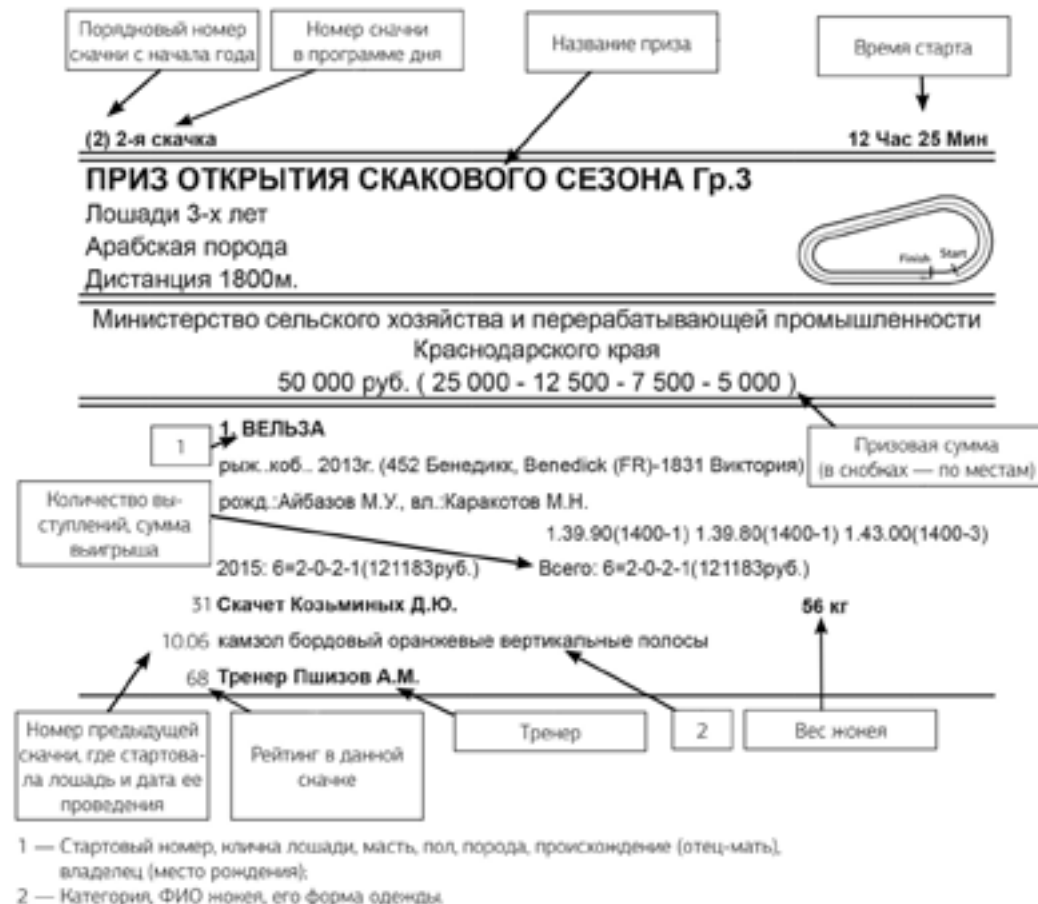 Порядковый номер
скачки с начала года
Номер скачки
в программе дня
Название приза
Время старта
(2) 2-я скачка
12 Час 25 Мин
ПРИЗ ОТКРЫТИЯ СКАКОВОГО СЕЗОНА Гр.3
Лошади 3-х лет
Арабская порода
Дистанция 1800м.
Finish
Start
Министерство сельского хозяйства и перерабатывающей промышленности
Краснодарского края
50 000 руб. ( 25 000 - 12 500 - 7 500 - 5 000 )
1
1. ВЕЛЬЗА
Призовая сумма
(в скобках — по местам)
рыж..коб.. 2013г. (452 Бенедикк, Benedick (FR)-1831 Виктория)
Количество вы-
ступлений, сумма
выигрыша
рожд.:Айбазов М.У., вл.:Каракотов М.Н.
1.39.90(1400-1) 1.39.80(1400-1) 1.43.00(1400-3)
2015: 6=2-0-2-1(121183руб.) Всего: 6=2-0-2-1(121183руб.)
31 Скачет Козьминых Д.Ю.
56 кг
10.06 камзол бордовый оранжевые вертикальные полосы
68 Тренер Пшизов А.М.
Номер предыдущей
скачки, где стартова-
ла лошадь и дата ее
проведения
Рейтинг в данной
скачке
Тренер
2
Вес жокея
1 — Стартовый номер, кличка лошади, масть, пол, порода, происхождение (отец-мать),
владелец (место рождения);
2 — Категория, ФИО жокея, его форма одежды.